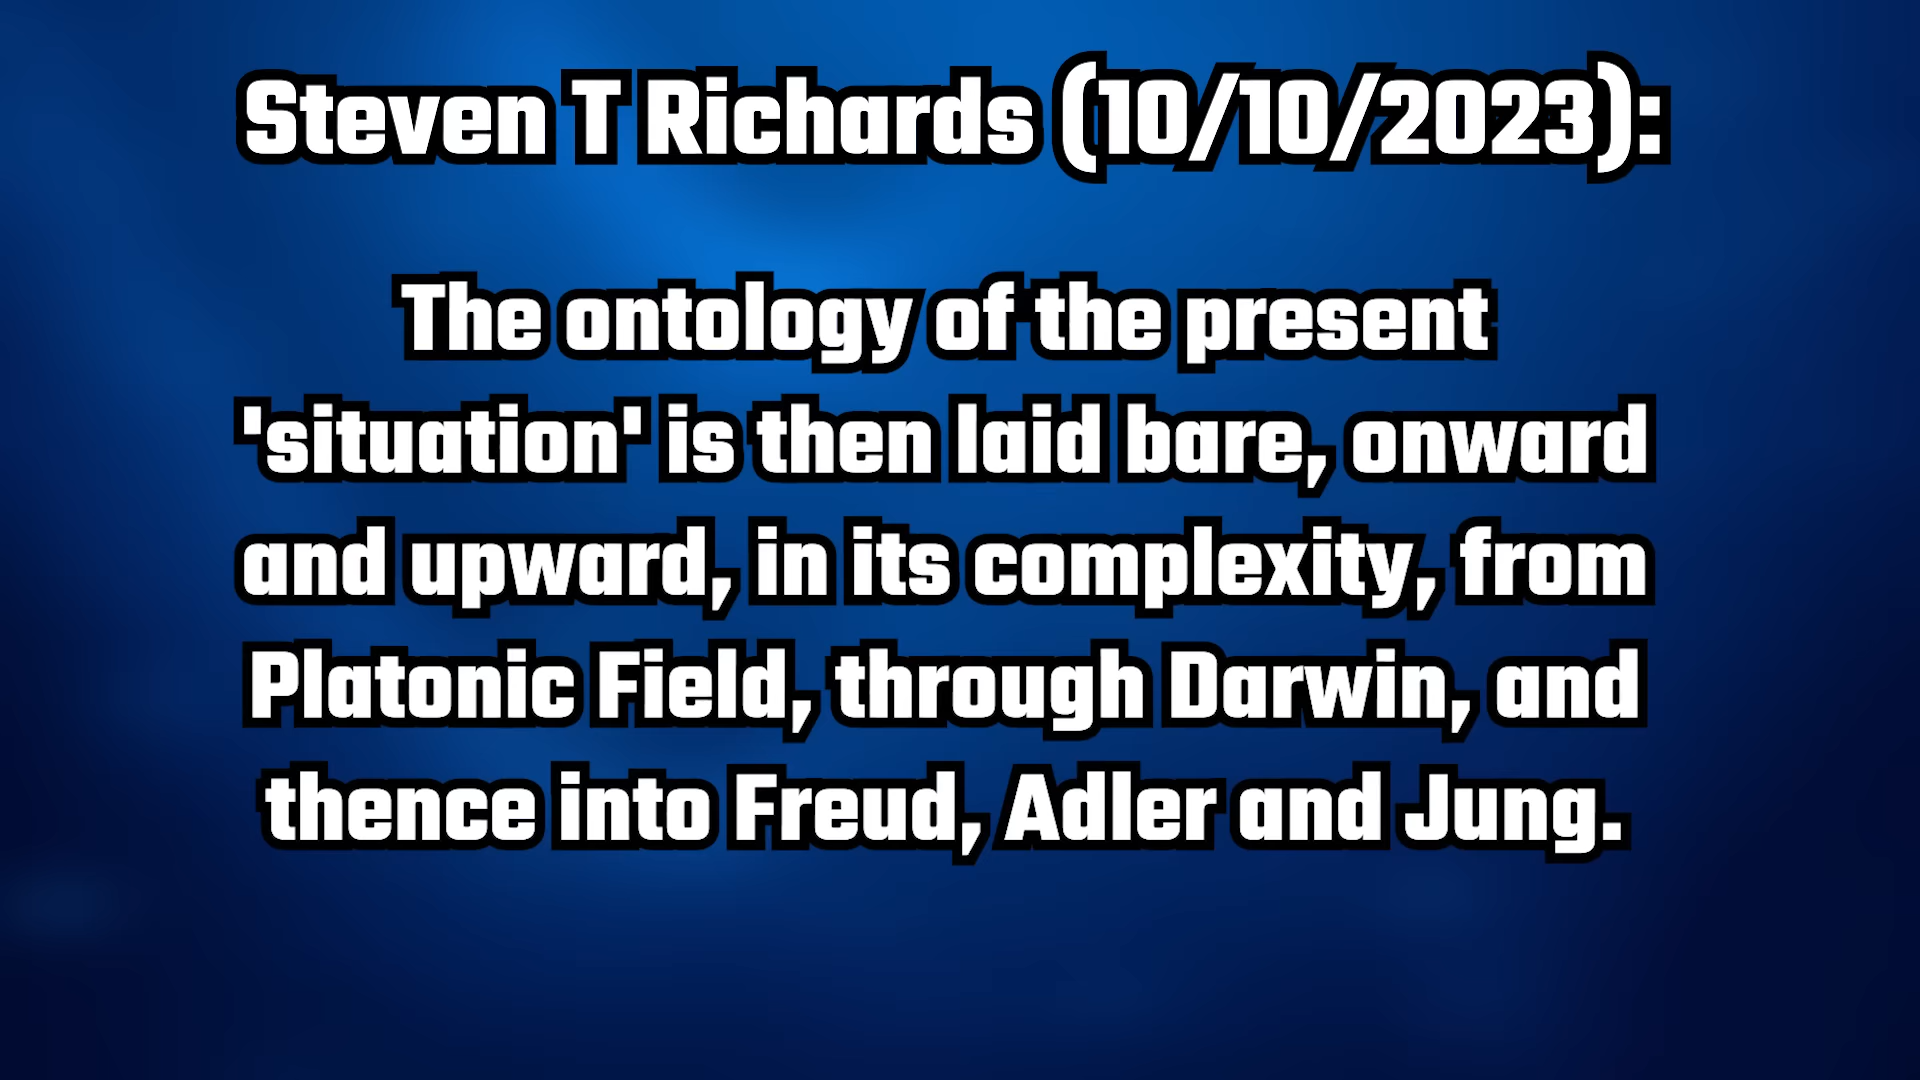 Steven T Richards (10/10/2023):
The ontology of the present
'situation' is then laid bare, onward
and upward, in its complexity, from
Platonic Field, through Darwin, and
thence into Freud, Adler and Jung.